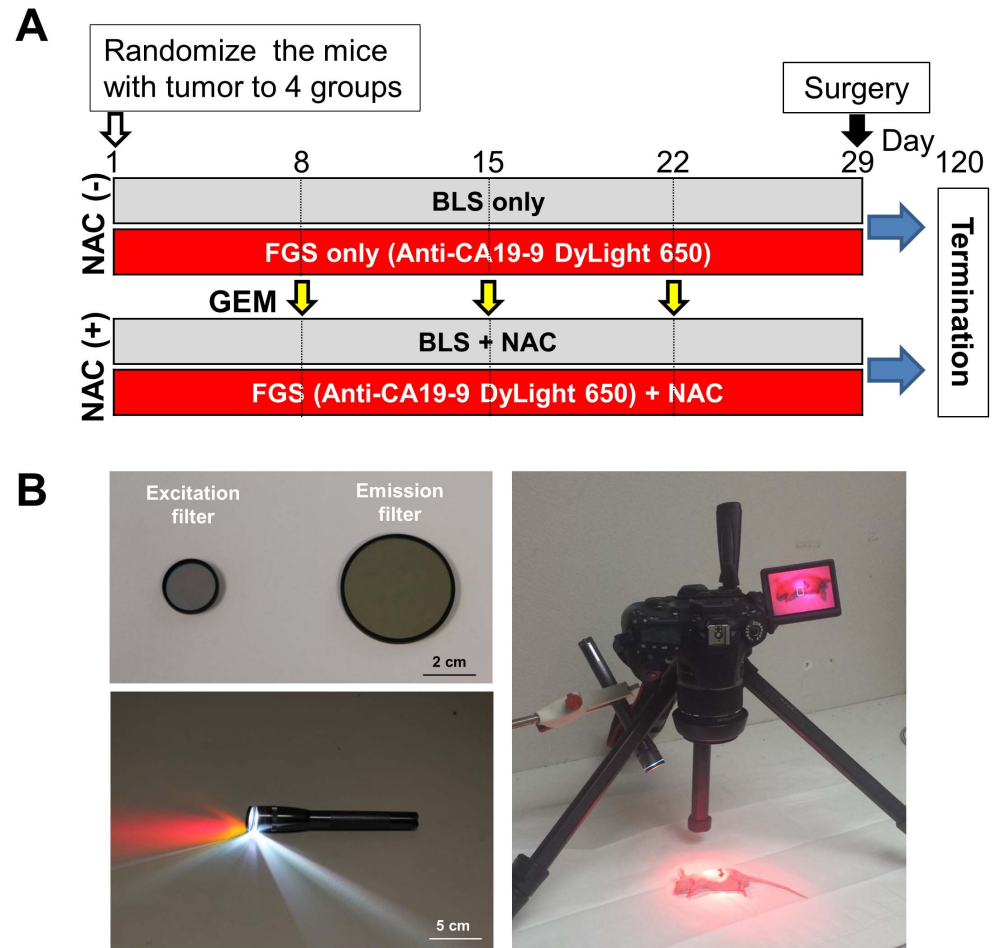 A
Randomize the mice
with tumor to 4 groups
Surgery
Day
1 8 15 22 29 120
NAC (-)
BLS only
FGS only (Anti-CA19-9 DyLight 650)
GEM
NAC (+)
BLS + NAC
FGS (Anti-CA19-9 DyLight 650) + NAC
Termination
B
Excitation
filter
Emission
filter
2 cm
5 cm